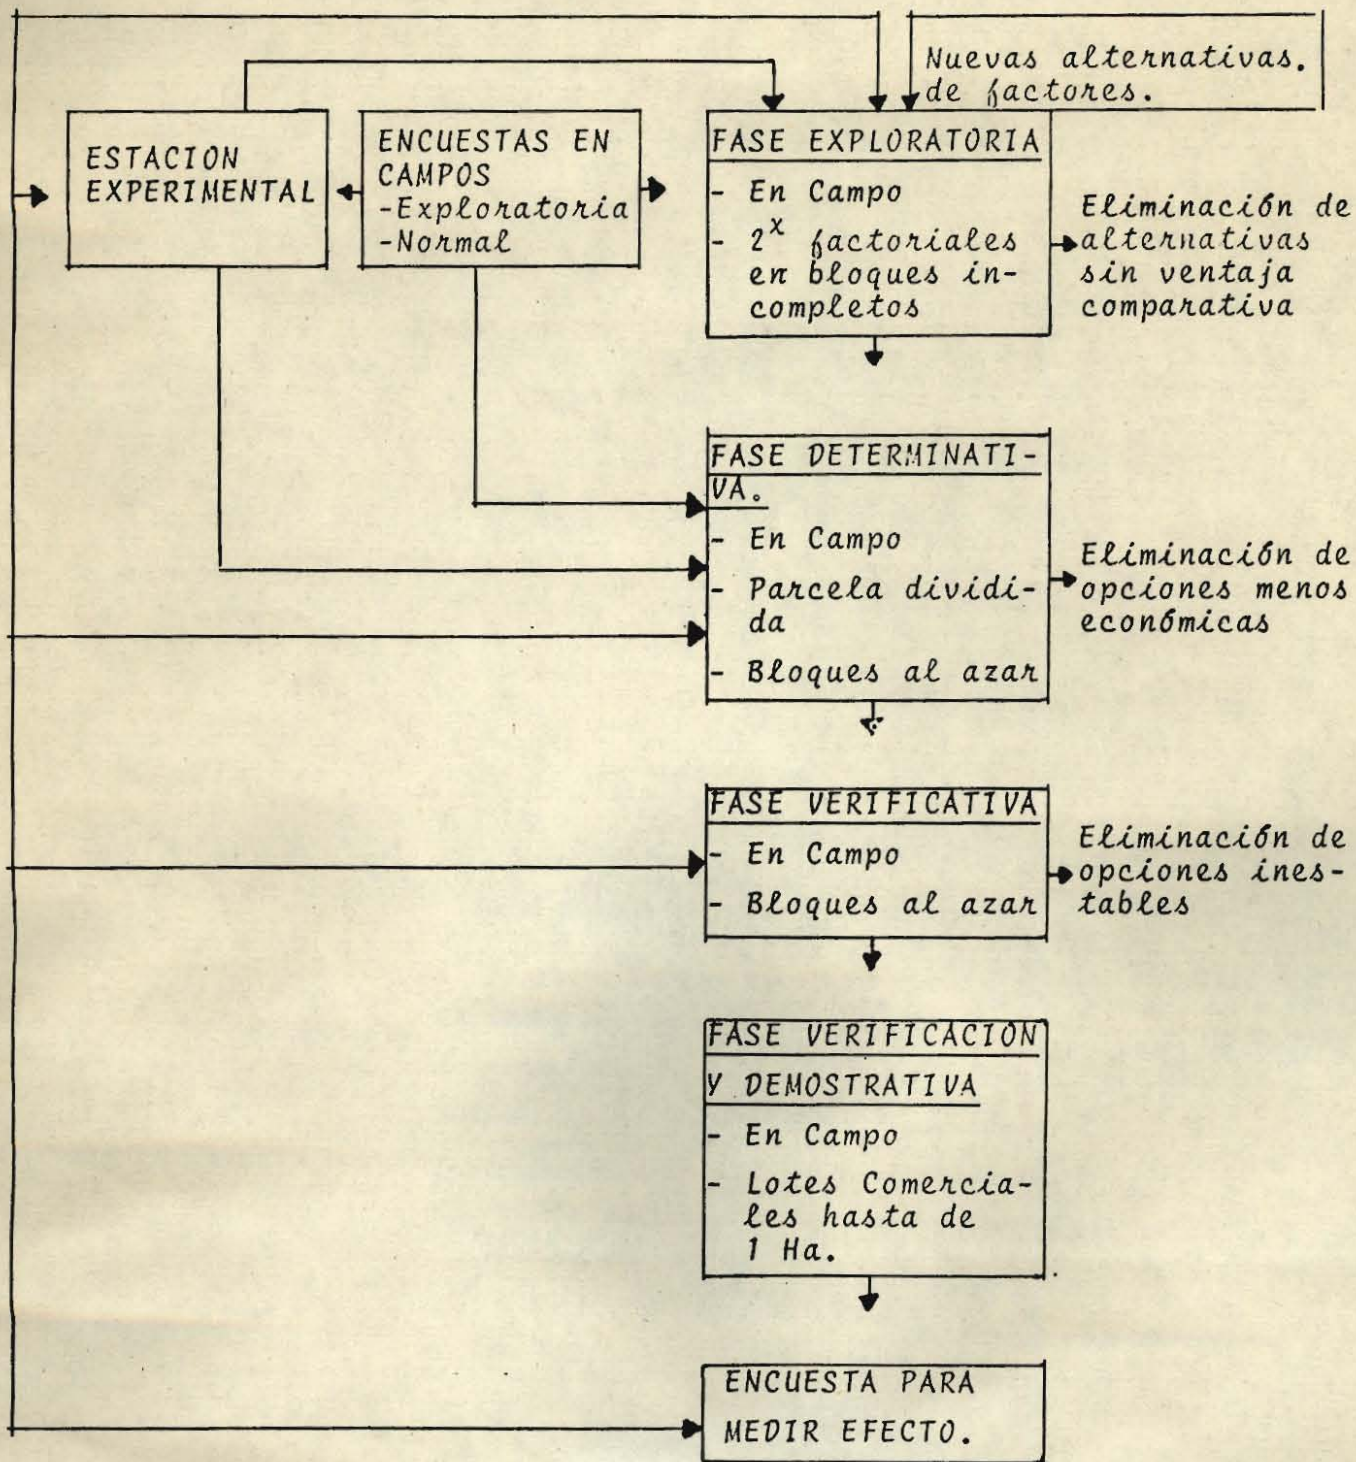 Nuevas alternativas.
de factores.
ESTACION
EXPERIMENTAL
ENCUESTAS EN
CAMPOS
-Exploratoria
-Normal
FASE EXPLORATORIA
- En Campo
- 2ˣ factoriales
en bloques in-
completos
Eliminación de
alternativas
sin ventaja
comparativa
FASE DETERMINATI-
VA.
- En Campo
- Parcela dividi-
da
- Bloques al azar
Eliminación de
opciones menos
económicas
FASE VERIFICATIVA
- En Campo
- Bloques al azar
Eliminación de
opciones ines-
tables
FASE VERIFICACION
Y DEMOSTRATIVA
- En Campo
- Lotes Comercia-
les hasta de
1 Ha.
ENCUESTA PARA
MEDIR EFECTO.